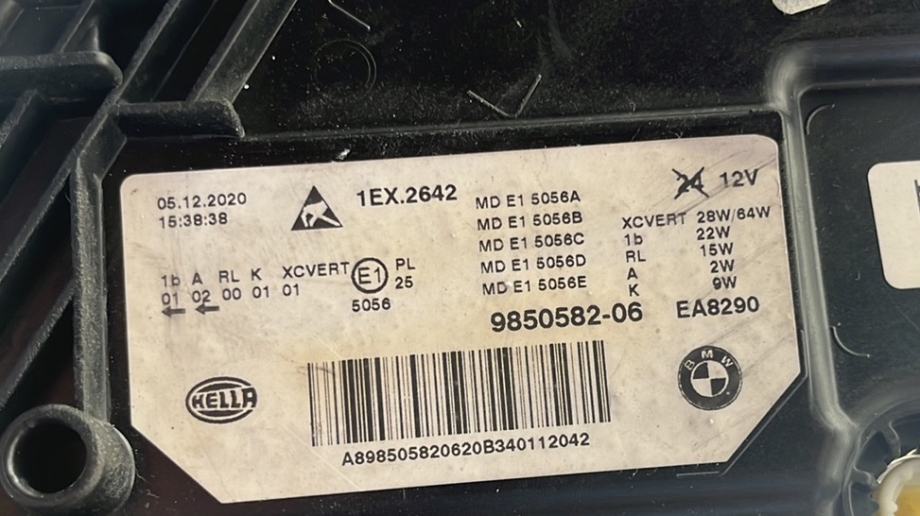 05.12.2020
15:38:38
1EX.2642
MD E1 5056A
MD E1 5056B
MD E1 5056C
MD E1 5056D
MD E1 5056E
24 12V
XCVERT 28W/64W
1b 22W
RL 15W
A 2W
K 9W
1b A RL K XCVERT
01 02 00 01 01
E1
PL
25
5056
9850582-06 EA8290
HELLA
BMW
A898505820620B340112042